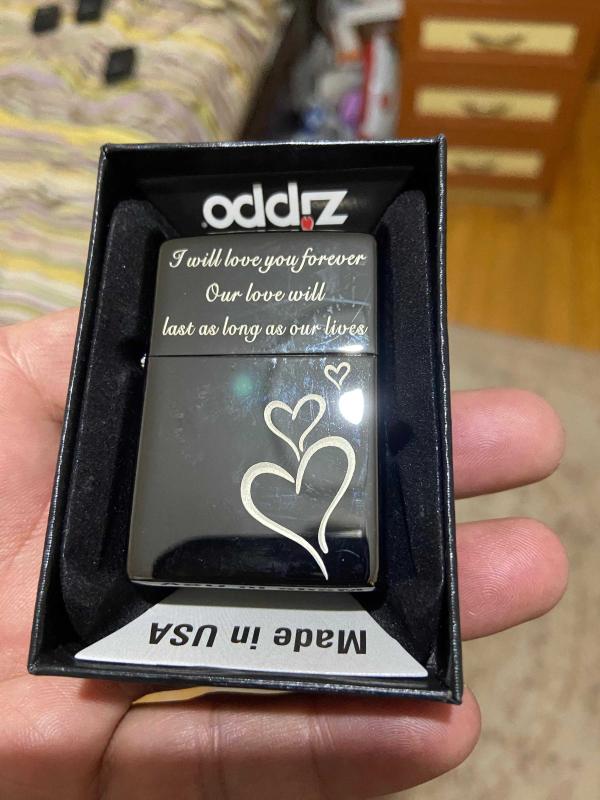 Zippo
I will love you forever
Our love will
last as long as our lives
Made in USA